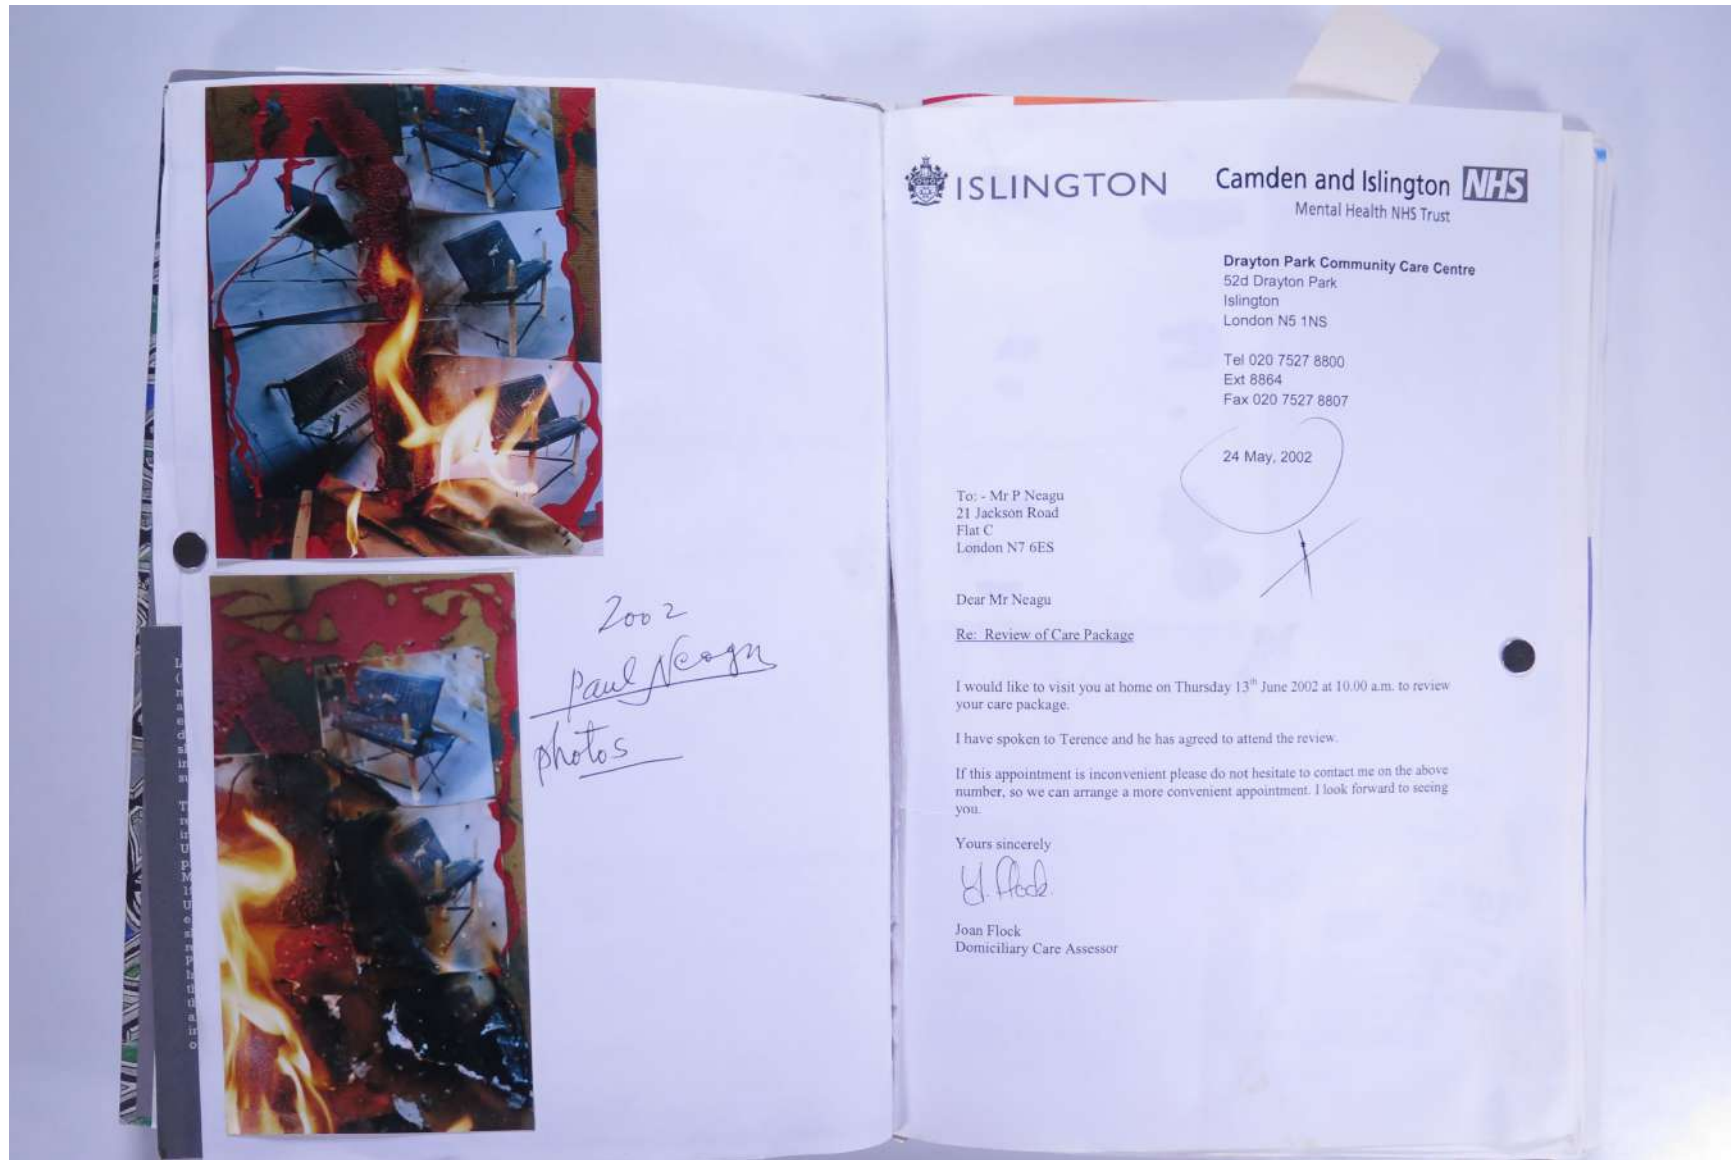 2002
Paul Neagu
photos
ISLINGTON
Camden and Islington NHS
Mental Health NHS Trust
Drayton Park Community Care Centre
52d Drayton Park
Islington
London N5 1NS
Tel 020 7527 8800
Ext 8864
Fax 020 7527 8807
24 May, 2002
To: - Mr P Neagu
21 Jackson Road
Flat C
London N7 6ES
Dear Mr Neagu
Re: Review of Care Package
I would like to visit you at home on Thursday 13th June 2002 at 10.00 a.m. to review
your care package.
I have spoken to Terence and he has agreed to attend the review.
If this appointment is inconvenient please do not hesitate to contact me on the above
number, so we can arrange a more convenient appointment. I look forward to seeing
you.
Yours sincerely
J. Flock.
Joan Flock
Domiciliary Care Assessor